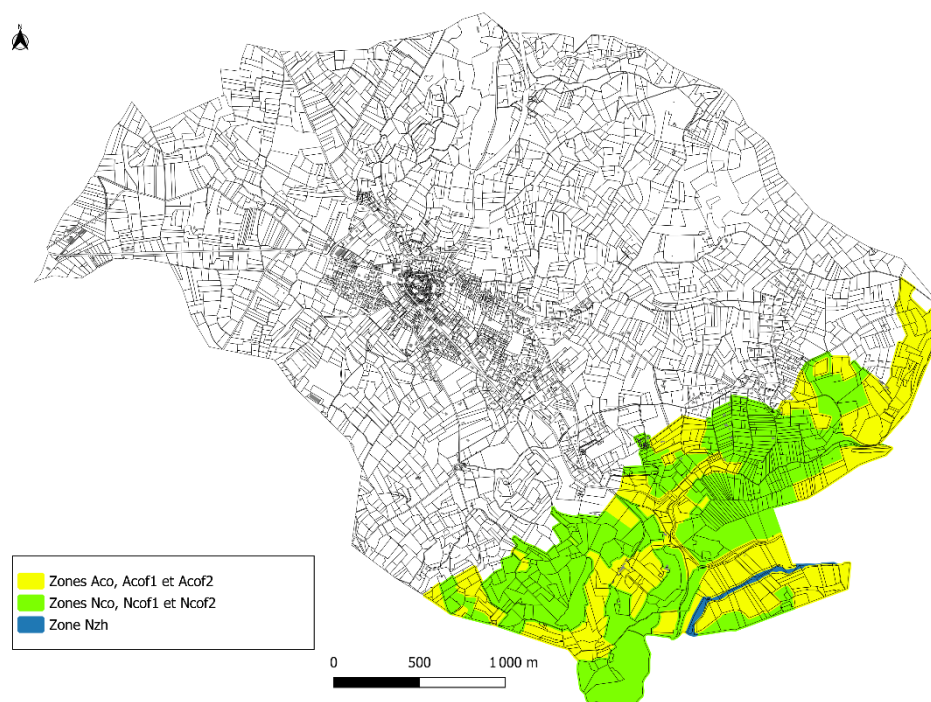 N
Zones Aco, Acof1 et Acof2
Zones Nco, Ncof1 et Ncof2
Zone Nzh
0 500 1 000 m